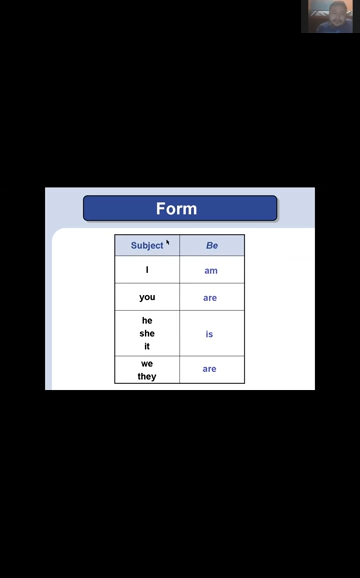 Form
Subject Be
I am
you are
he
she is
it
we are
they